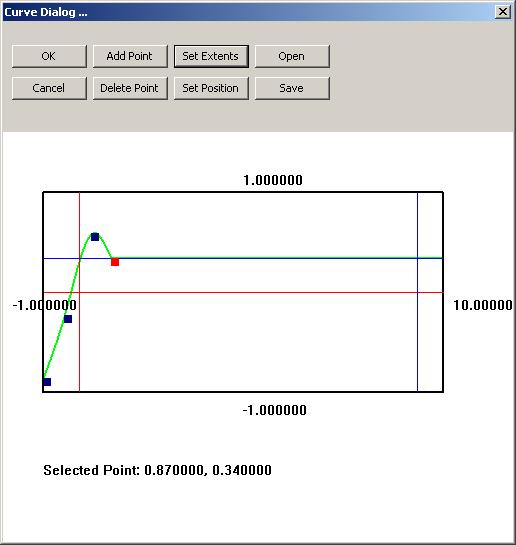 Curve Dialog ...
OK Add Point Set Extents Open
Cancel Delete Point Set Position Save
1.000000
-1.000000 10.00000
-1.000000
Selected Point: 0.870000, 0.340000